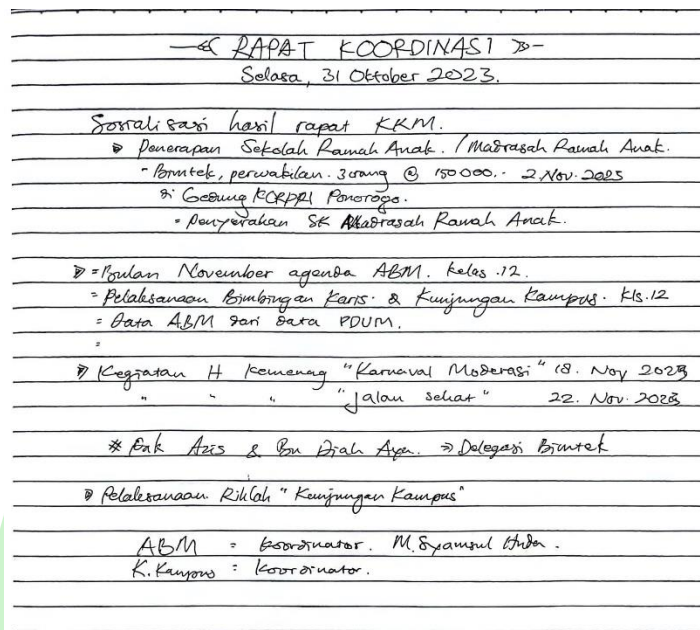 RAPAT KOORDINASI
Selasa, 31 Oktober 2023.
Sosialisasi hasil rapat KKM.
Penerapan Sekolah Ramah Anak. / Madrasah Ramah Anak.
- Bimtek, perwakilan. 3 orang @ 150000.- 2 Nov. 2023
di Gedung KORPRI Ponorogo.
- Penyerahan SK Madrasah Ramah Anak.
= Bulan November agenda ABM. kelas .12.
= Pelaksanaan Bimbingan Karis. & Kunjungan Kampus. Kls.12
= Data ABM dari data PDUM.
=
Kegiatan H Kemenag "Karnaval Moderasi" 18. Nov 2023
" " " "Jalan sehat" 22. Nov. 2023
* Pak Azis & Bu Diah Ayu. ⇒ Delegasi Bimtek
Pelaksanaan Rihlah "Kunjungan Kampus"
ABM = koordinator. M. Syamsul Huda.
K. Kampus = koordinator.